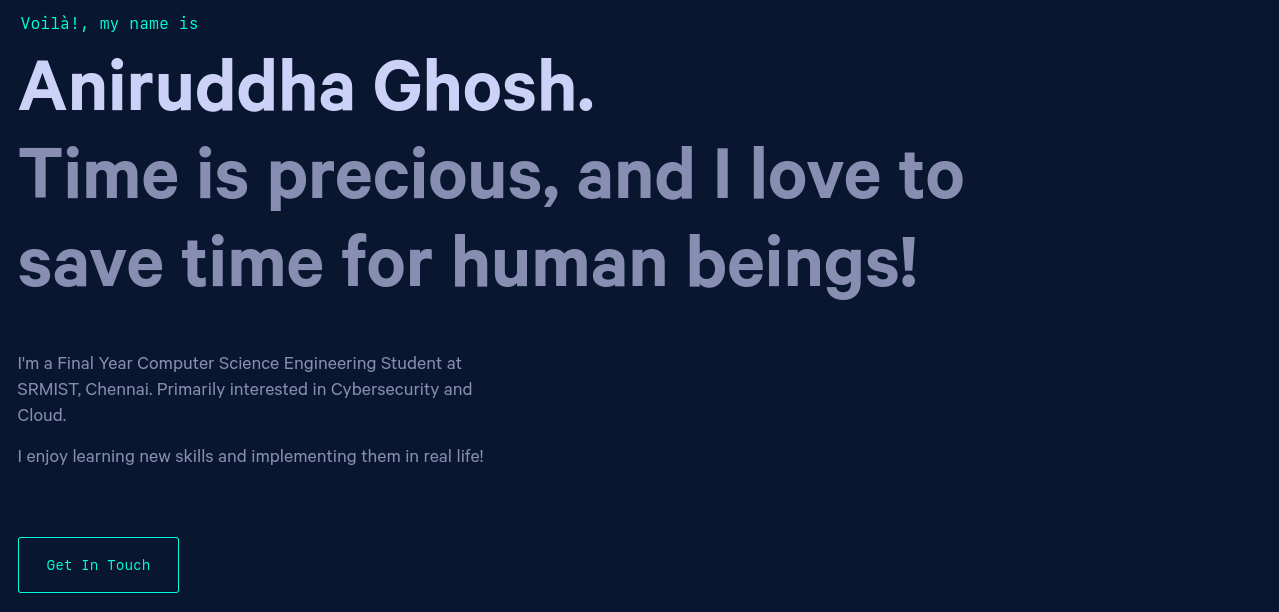 Voilà!, my name is
Aniruddha Ghosh.
Time is precious, and I love to
save time for human beings!
I'm a Final Year Computer Science Engineering Student at
SRMIST, Chennai. Primarily interested in Cybersecurity and
Cloud.
I enjoy learning new skills and implementing them in real life!
Get In Touch